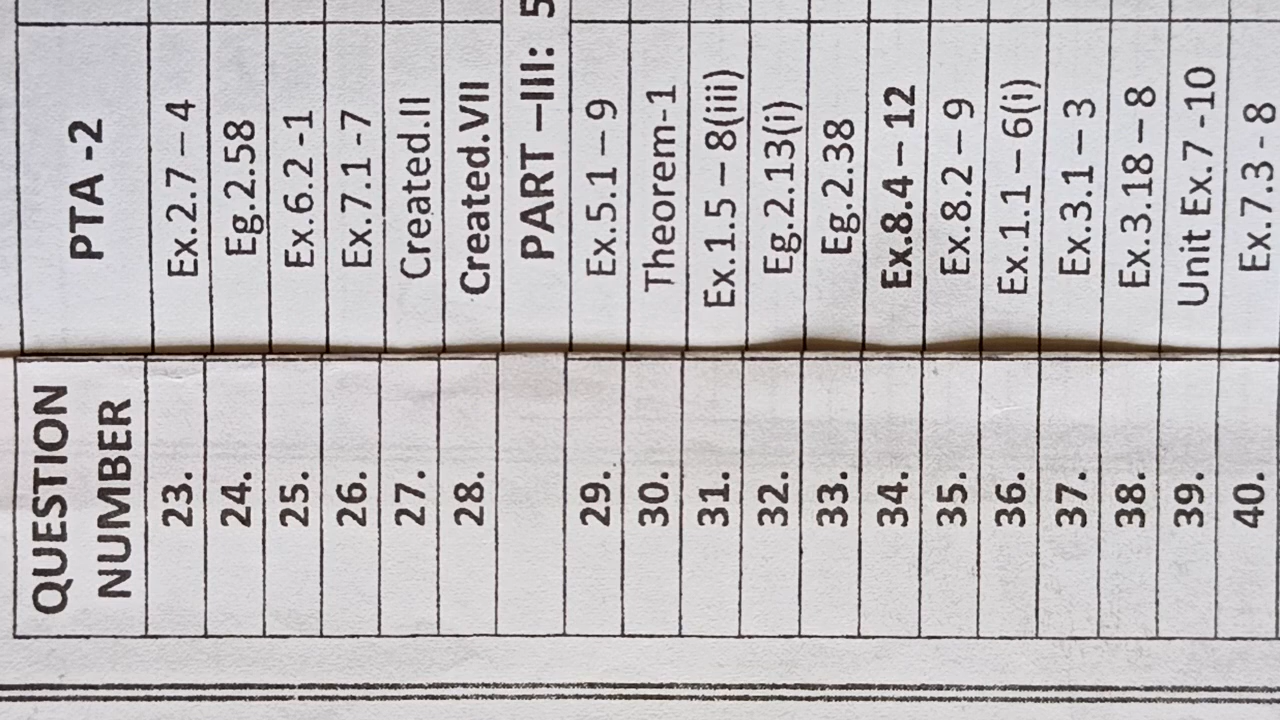 QUESTION NUMBER PTA -2
23. Ex.2.7 – 4
24. Eg.2.58
25. Ex.6.2 -1
26. Ex.7.1 -7
27. Created.II
28. Created.VII
PART –III: 5
29. Ex.5.1 – 9
30. Theorem-1
31. Ex.1.5 – 8(iii)
32. Eg.2.13(i)
33. Eg.2.38
34. Ex.8.4 – 12
35. Ex.8.2 – 9
36. Ex.1.1 – 6(i)
37. Ex.3.1 – 3
38. Ex.3.18 – 8
39. Unit Ex.7 -10
40. Ex.7.3 - 8